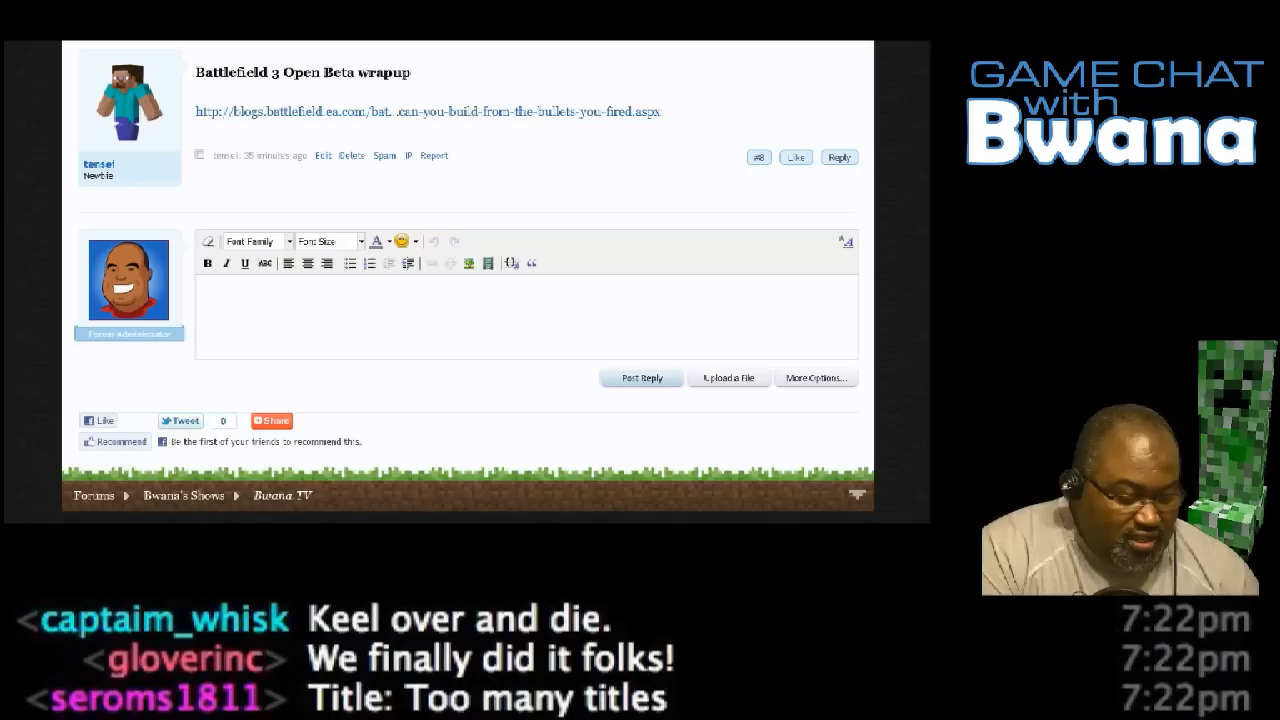 Battlefield 3 Open Beta wrapup
http://blogs.battlefield.ea.com/bat...can-you-build-from-the-bullets-you-fired.aspx
tensei
Newbie
tensei, 35 minutes ago Edit Delete Spam IP Report
#8 Like Reply
Font Family Font Size A
B I U ABC
Forum Administrator
Post Reply Upload a File More Options...
Like Tweet 0 Share
Recommend Be the first of your friends to recommend this.
Forums Bwana's Shows Bwana.TV
GAME CHAT
with
Bwana
<captaim_whisk Keel over and die. 7:22pm
<gloverinc> We finally did it folks! 7:22pm
<seroms1811> Title: Too many titles 7:22pm